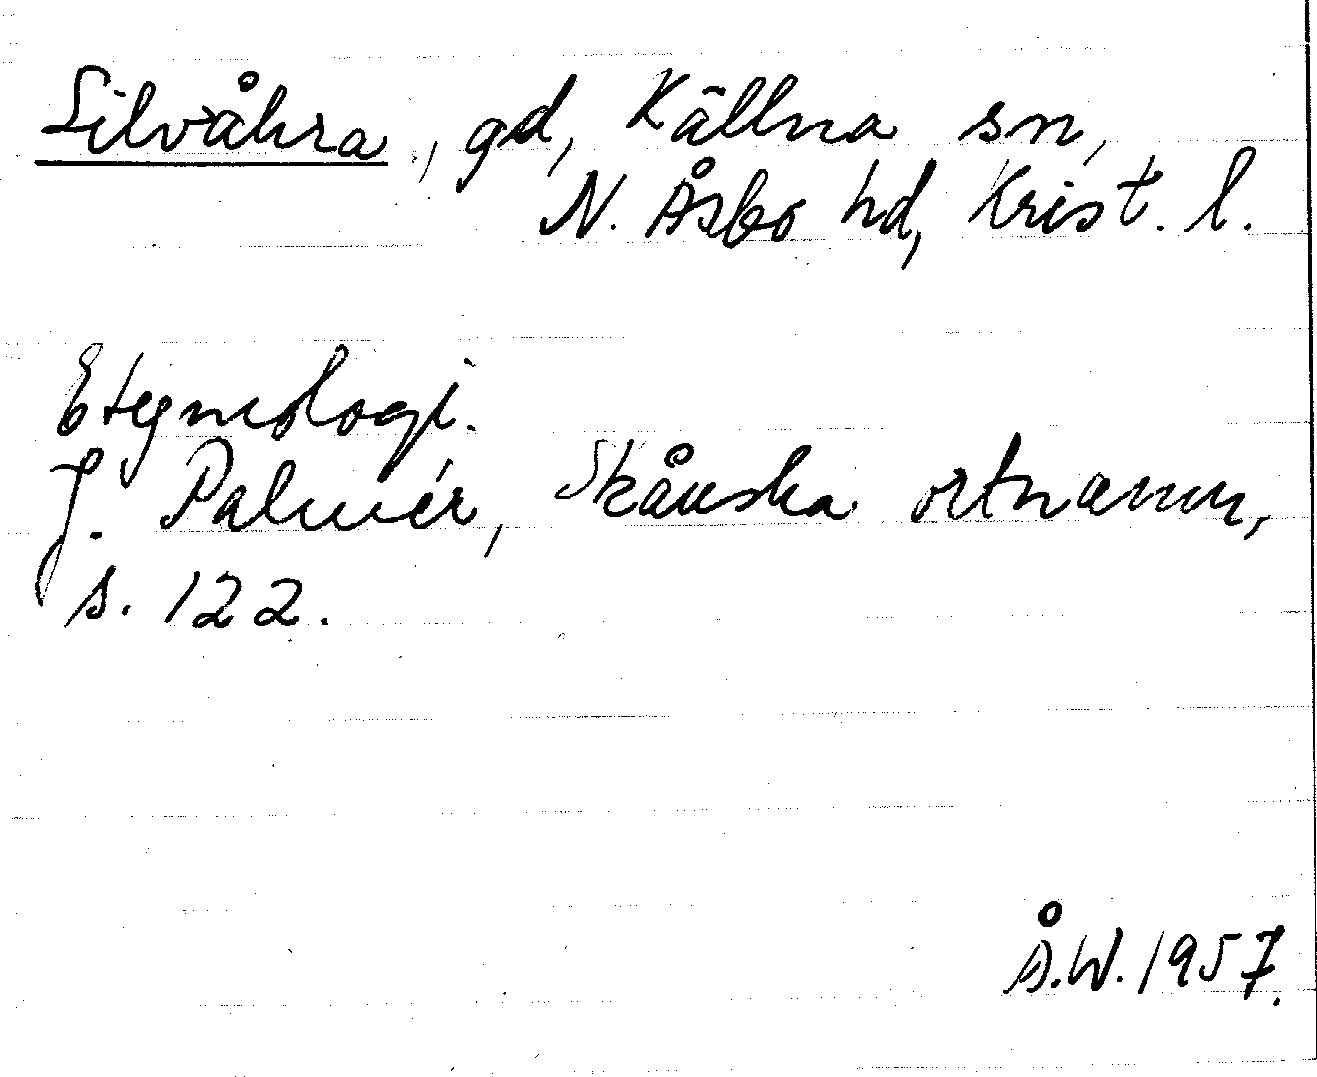 Silvåkra, gd, Källna sn,
N. Åsbo hd, Krist. l.
Etymologi.
J. Palmér, Skånska ortnamn,
s. 122.
Å.W. 1957.